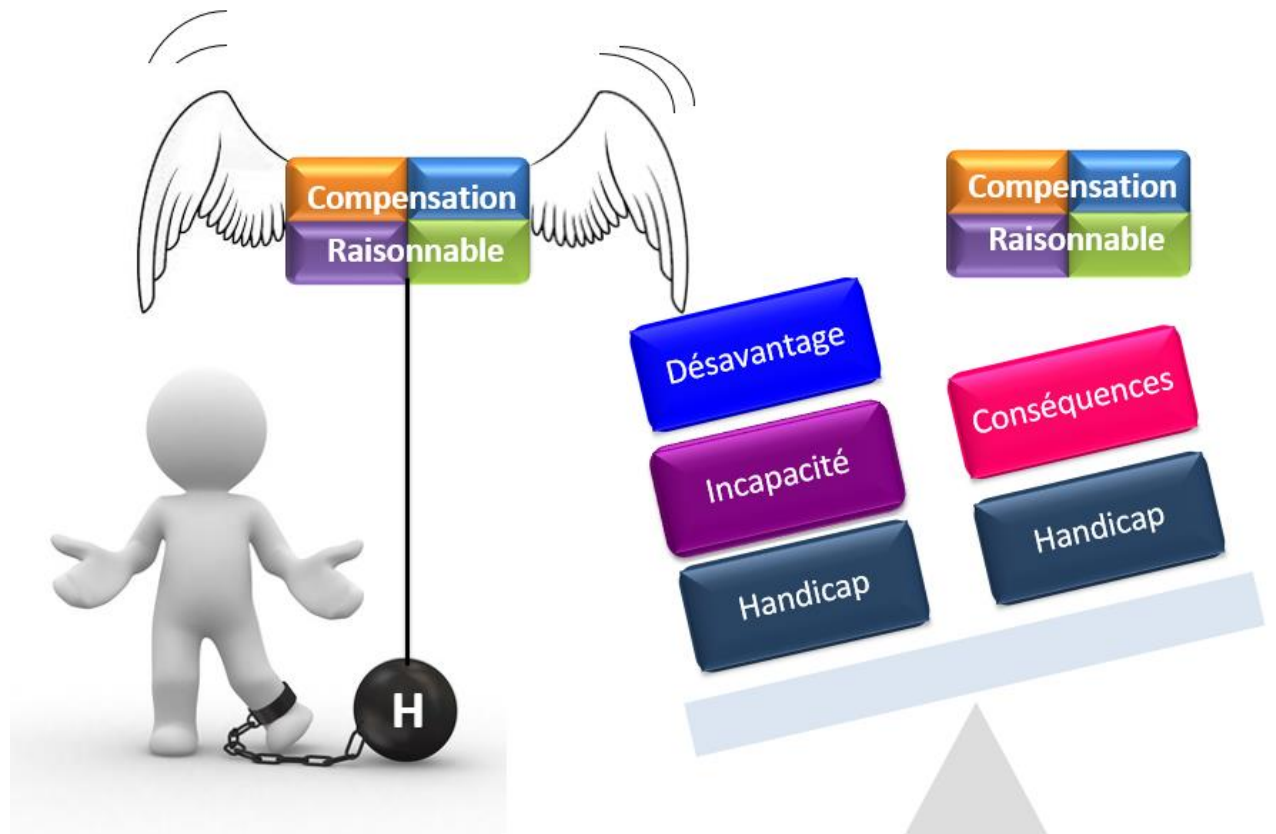 Compensation
Raisonnable
H
Compensation
Raisonnable
Désavantage
Conséquences
Incapacité
Handicap
Handicap